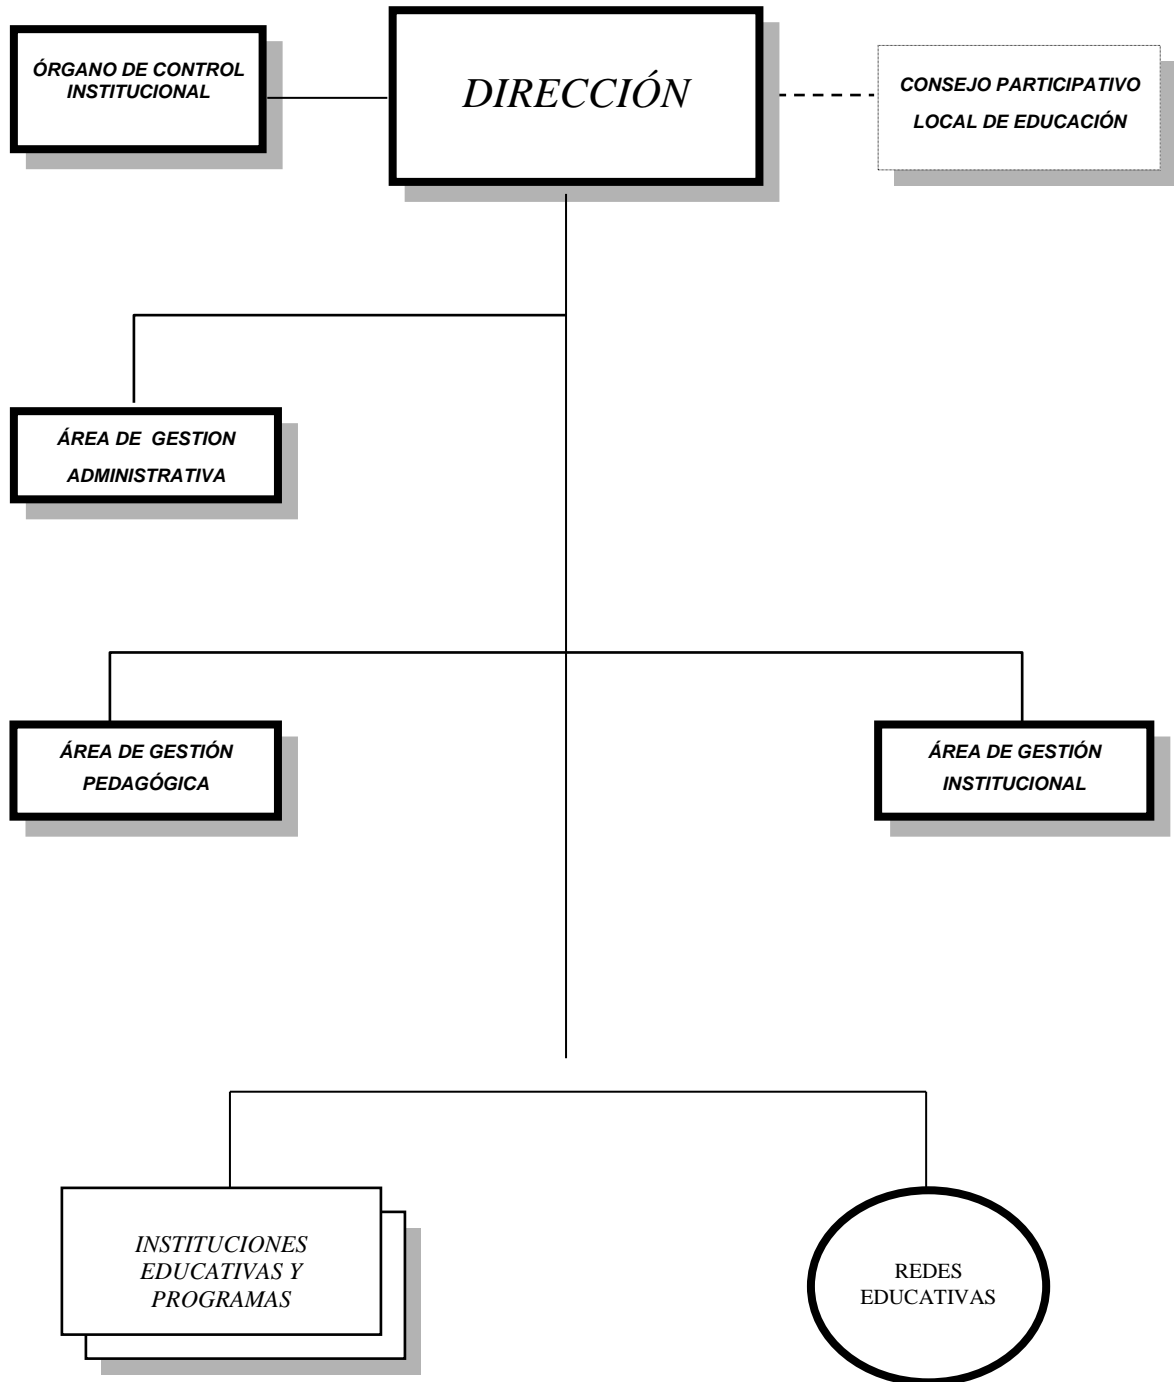 ÓRGANO DE CONTROL
INSTITUCIONAL
DIRECCIÓN
CONSEJO PARTICIPATIVO
LOCAL DE EDUCACIÓN
ÁREA DE GESTION
ADMINISTRATIVA
ÁREA DE GESTIÓN
PEDAGÓGICA
ÁREA DE GESTIÓN
INSTITUCIONAL
INSTITUCIONES
EDUCATIVAS Y
PROGRAMAS
REDES
EDUCATIVAS